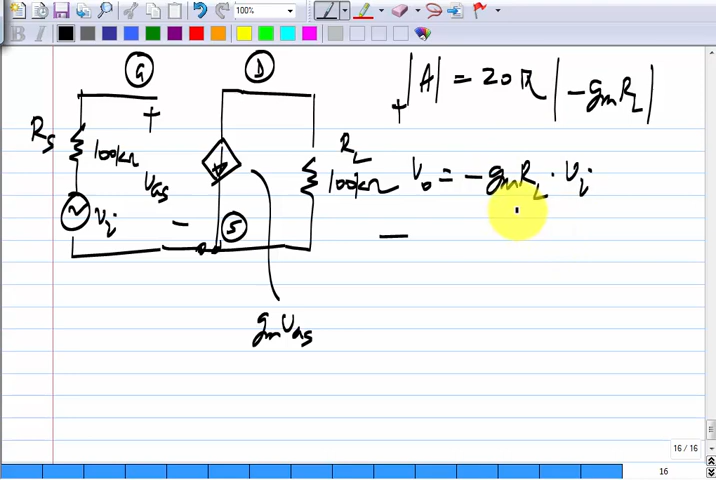 100%
B I
G
D
|A| = 20 π |-gmRL|
+
+
Rs
100kΩ
RL
100kΩ
vo = -gmRL · vi
vGS
vi
-
S
-
gmvGS
16 / 16
16